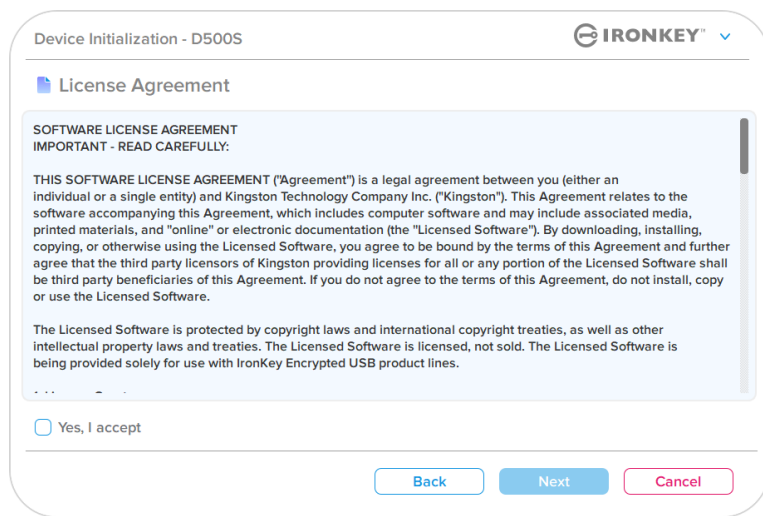 Device Initialization - D500S
IRONKEY™
License Agreement
SOFTWARE LICENSE AGREEMENT
IMPORTANT - READ CAREFULLY:
THIS SOFTWARE LICENSE AGREEMENT ("Agreement") is a legal agreement between you (either an
individual or a single entity) and Kingston Technology Company Inc. ("Kingston"). This Agreement relates to the
software accompanying this Agreement, which includes computer software and may include associated media,
printed materials, and "online" or electronic documentation (the "Licensed Software"). By downloading, installing,
copying, or otherwise using the Licensed Software, you agree to be bound by the terms of this Agreement and further
agree that the third party licensors of Kingston providing licenses for all or any portion of the Licensed Software shall
be third party beneficiaries of this Agreement. If you do not agree to the terms of this Agreement, do not install, copy
or use the Licensed Software.
The Licensed Software is protected by copyright laws and international copyright treaties, as well as other
intellectual property laws and treaties. The Licensed Software is licensed, not sold. The Licensed Software is
being provided solely for use with IronKey Encrypted USB product lines.
Yes, I accept
Back
Next
Cancel